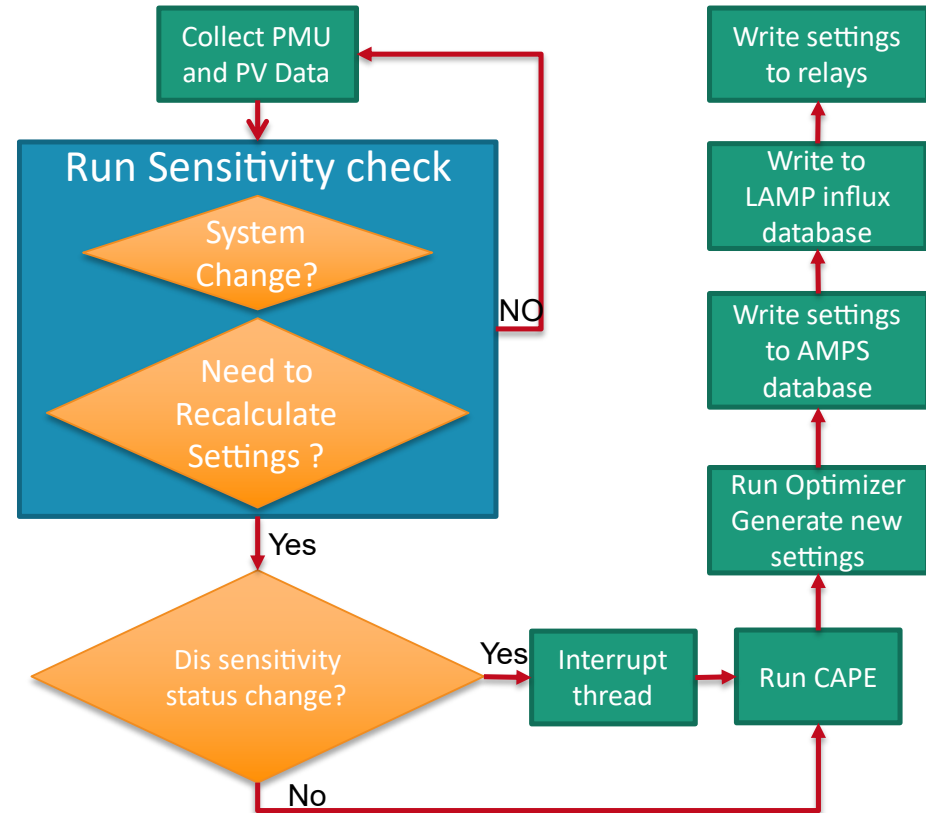 Collect PMU
and PV Data
Run Sensitivity check
System
Change?
NO
Need to
Recalculate
Settings ?
Yes
Dis sensitivity
status change?
Yes
No
Interrupt
thread
Run CAPE
Run Optimizer
Generate new
settings
Write settings
to AMPS
database
Write to
LAMP influx
database
Write settings
to relays